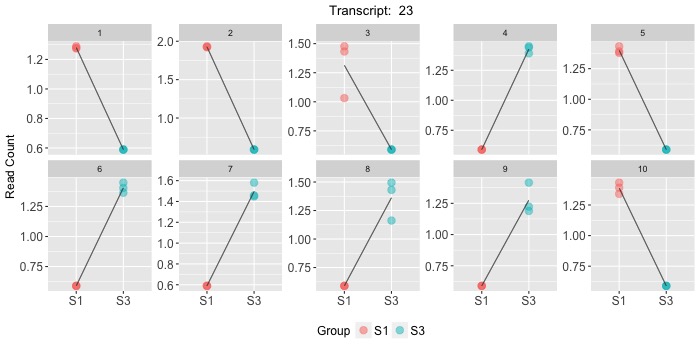 Transcript: 23
Read Count
1 2 3 4 5
1.2 1.0 0.8 0.6
2.0 1.5 1.0
1.50 1.25 1.00 0.75
1.25 1.00 0.75
1.25 1.00 0.75
6 7 8 9 10
1.25 1.00 0.75
1.6 1.4 1.2 1.0 0.8 0.6
1.50 1.25 1.00 0.75
1.25 1.00 0.75
1.25 1.00 0.75
S1 S3 S1 S3 S1 S3 S1 S3 S1 S3
Group S1 S3